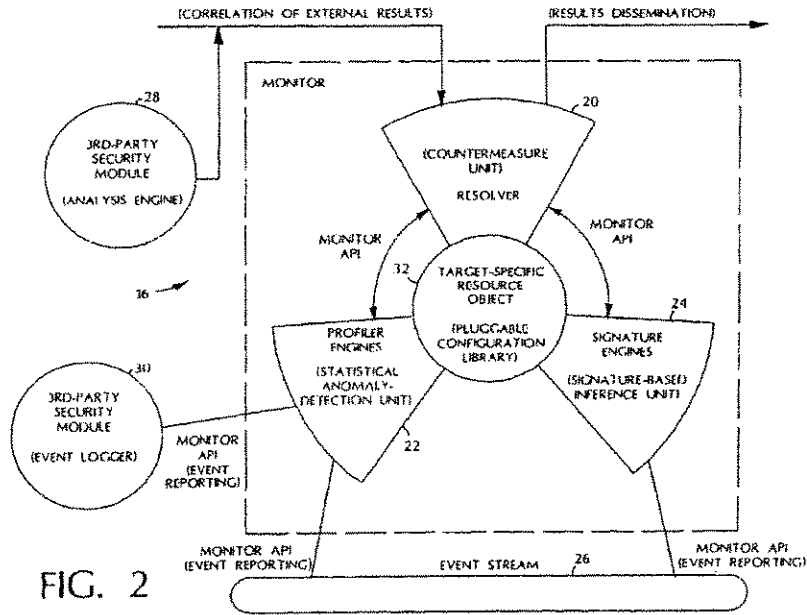 (CORRELATION OF EXTERNAL RESULTS)
(RESULTS DISSEMINATION)
MONITOR
28
3RD-PARTY
SECURITY
MODULE
(ANALYSIS ENGINE)
20
(COUNTERMEASURE
UNIT)
RESOLVER
MONITOR
API
MONITOR
API
16
32
TARGET-SPECIFIC
RESOURCE
OBJECT
(PLUGGABLE
CONFIGURATION
LIBRARY)
24
PROFILER
ENGINES
(STATISTICAL
ANOMALY-
DETECTION UNIT)
22
SIGNATURE
ENGINES
(SIGNATURE-BASED
INFERENCE UNIT)
30
3RD-PARTY
SECURITY
MODULE
(EVENT LOGGER)
MONITOR
API
(EVENT
REPORTING)
MONITOR API
(EVENT REPORTING)
EVENT STREAM
26
MONITOR API
(EVENT REPORTING)
FIG. 2